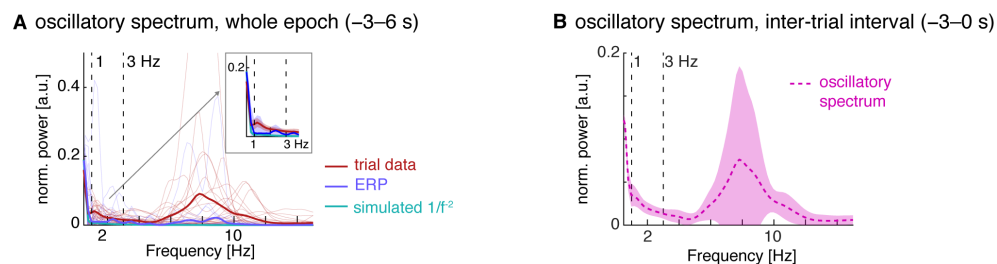 A oscillatory spectrum, whole epoch (−3–6 s)
norm. power [a.u.]
0.4
0.2
0
1
3 Hz
0.2
1
3 Hz
trial data
ERP
simulated 1/f⁻²
2
10
Frequency [Hz]
B oscillatory spectrum, inter-trial interval (−3–0 s)
norm. power [a.u.]
0.2
0
1
3 Hz
oscillatory
spectrum
2
10
Frequency [Hz]